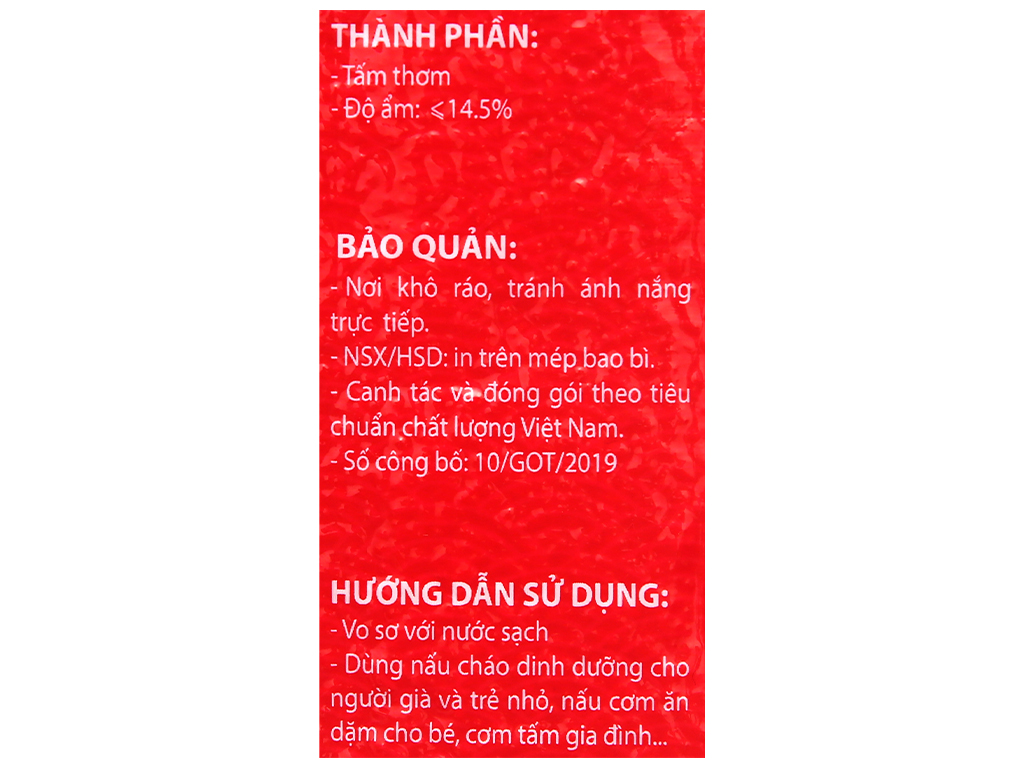 THÀNH PHẦN:
- Tấm thơm
- Độ ẩm: ⩽14.5%
BẢO QUẢN:
- Nơi khô ráo, tránh ánh nắng
trực tiếp.
- NSX/HSD: in trên mép bao bì.
- Canh tác và đóng gói theo tiêu
chuẩn chất lượng Việt Nam.
- Số công bố: 10/GOT/2019
HƯỚNG DẪN SỬ DỤNG:
- Vo sơ với nước sạch
- Dùng nấu cháo dinh dưỡng cho
người già và trẻ nhỏ, nấu cơm ăn
dặm cho bé, cơm tấm gia đình...